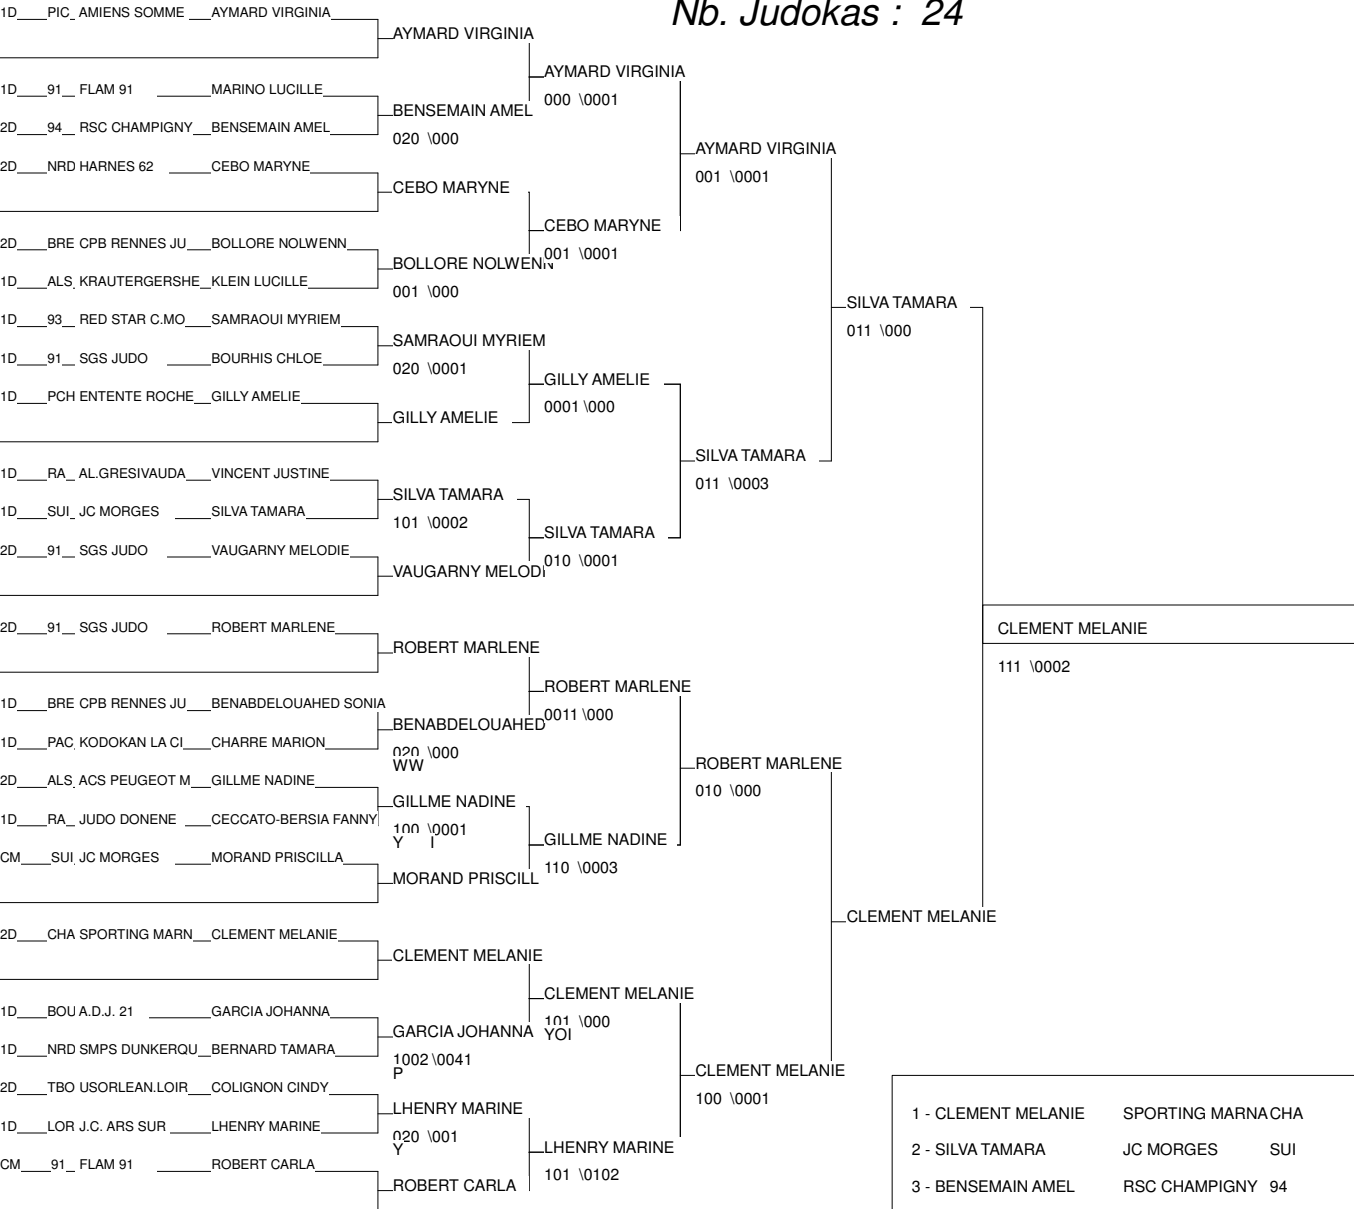 Nb. Judokas : 24
1D PIC AMIENS SOMME AYMARD VIRGINIA
1D 91 FLAM 91 MARINO LUCILLE
2D 94 RSC CHAMPIGNY BENSEMAIN AMEL
2D NRD HARNES 62 CEBO MARYNE
2D BRE CPB RENNES JU BOLLORE NOLWENN
1D ALS KRAUTERGERSHE KLEIN LUCILLE
1D 93 RED STAR C.MO SAMRAOUI MYRIEM
1D 91 SGS JUDO BOURHIS CHLOE
1D PCH ENTENTE ROCHE GILLY AMELIE
1D RA AL.GRESIVAUDA VINCENT JUSTINE
1D SUI JC MORGES SILVA TAMARA
2D 91 SGS JUDO VAUGARNY MELODIE
2D 91 SGS JUDO ROBERT MARLENE
1D BRE CPB RENNES JU BENABDELOUAHED SONIA
1D PAC KODOKAN LA CI CHARRE MARION
2D ALS ACS PEUGEOT M GILLME NADINE
1D RA JUDO DONENE CECCATO-BERSIA FANNY
CM SUI JC MORGES MORAND PRISCILLA
2D CHA SPORTING MARN CLEMENT MELANIE
1D BOU A.D.J. 21 GARCIA JOHANNA
1D NRD SMPS DUNKERQU BERNARD TAMARA
2D TBO USORLEAN.LOIR COLIGNON CINDY
1D LOR J.C. ARS SUR LHENRY MARINE
CM 91 FLAM 91 ROBERT CARLA
AYMARD VIRGINIA
BENSEMAIN AMEL
020 \000
CEBO MARYNE
BOLLORE NOLWENN
001 \000
SAMRAOUI MYRIEM
020 \0001
GILLY AMELIE
SILVA TAMARA
101 \0002
VAUGARNY MELODI
ROBERT MARLENE
BENABDELOUAHED
020 \000
WW
GILLME NADINE
100 \0001
Y I
MORAND PRISCILL
CLEMENT MELANIE
GARCIA JOHANNA
1002 \0041
P
LHENRY MARINE
020 \001
Y
ROBERT CARLA
AYMARD VIRGINIA
000 \0001
CEBO MARYNE
001 \0001
GILLY AMELIE
0001 \000
SILVA TAMARA
010 \0001
ROBERT MARLENE
0011 \000
GILLME NADINE
110 \0003
CLEMENT MELANIE
101 \000
YOI
LHENRY MARINE
101 \0102
AYMARD VIRGINIA
001 \0001
SILVA TAMARA
011 \0003
ROBERT MARLENE
010 \000
CLEMENT MELANIE
100 \0001
SILVA TAMARA
011 \000
CLEMENT MELANIE
CLEMENT MELANIE
111 \0002
1 - CLEMENT MELANIE SPORTING MARNA CHA
2 - SILVA TAMARA JC MORGES SUI
3 - BENSEMAIN AMEL RSC CHAMPIGNY 94